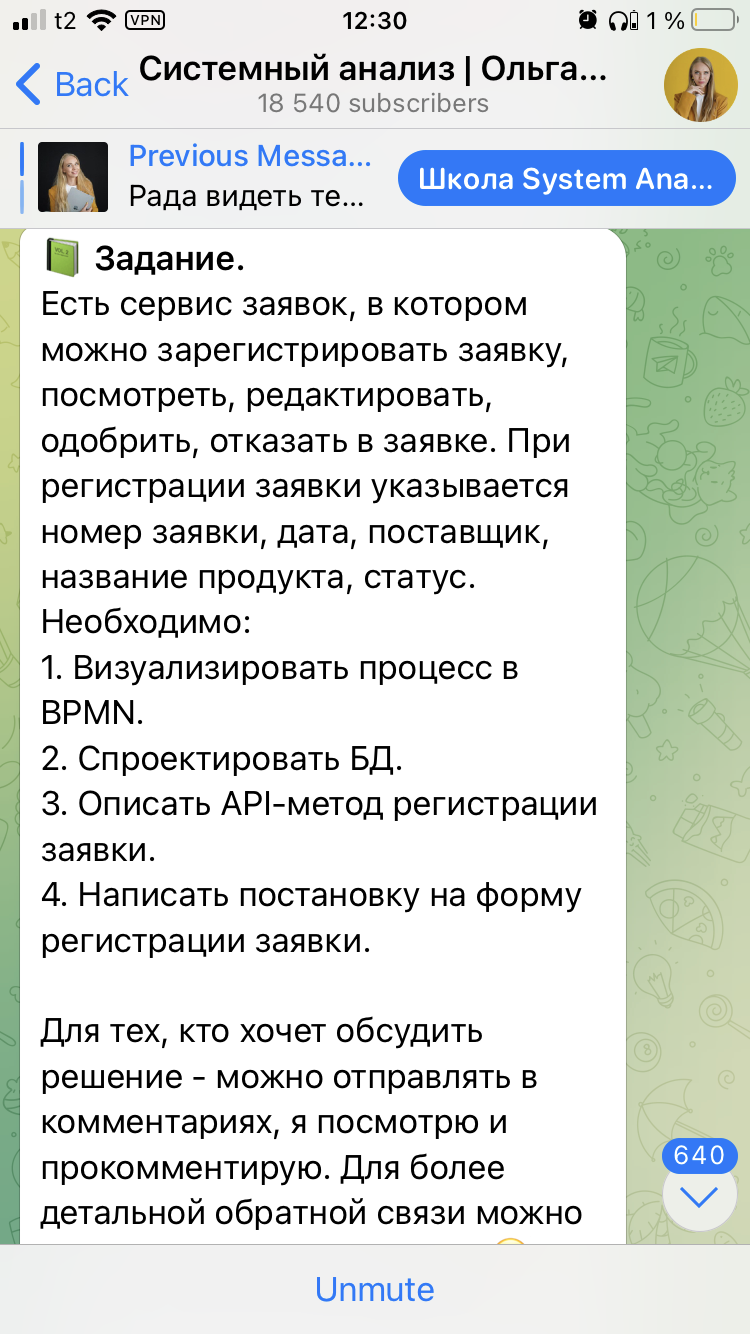 t2 VPN 12:30 1 %
Back Системный анализ | Ольга...
18 540 subscribers
Previous Messa...
Рада видеть те...
Школа System Ana...
Задание.
Есть сервис заявок, в котором
можно зарегистрировать заявку,
посмотреть, редактировать,
одобрить, отказать в заявке. При
регистрации заявки указывается
номер заявки, дата, поставщик,
название продукта, статус.
Необходимо:
1. Визуализировать процесс в
BPMN.
2. Спроектировать БД.
3. Описать API-метод регистрации
заявки.
4. Написать постановку на форму
регистрации заявки.
Для тех, кто хочет обсудить
решение - можно отправлять в
комментариях, я посмотрю и
прокомментирую. Для более
детальной обратной связи можно
640
Unmute